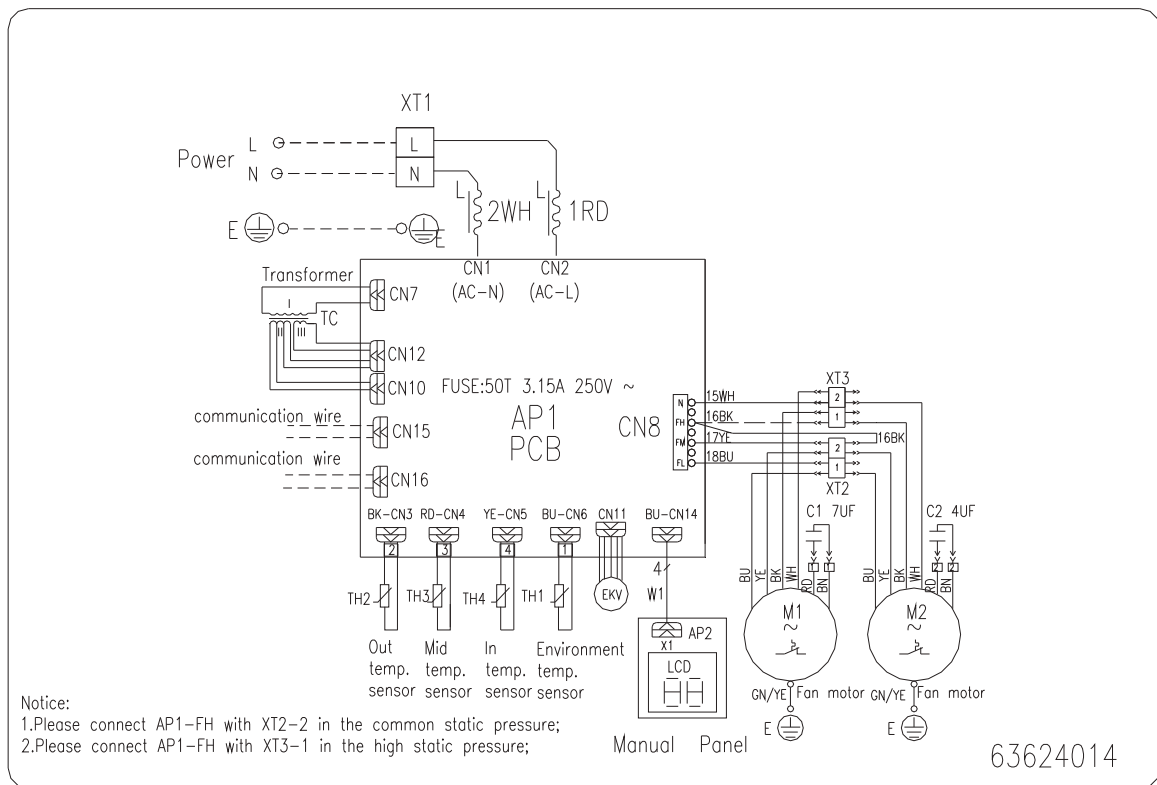 XT1
L L
Power
N N
L 2WH L 1RD
E E
CN1 CN2
(AC-N) (AC-L)
Transformer
CN7
I
TC
II III
CN12
CN10
FUSE:50T 3.15A 250V ~
AP1
PCB
communication wire
CN15
communication wire
CN16
CN8
N
FH
FM
FL
15WH
16BK
17YE
18BU
XT3
2
1
16BK
2
1
XT2
BK-CN3 RD-CN4 YE-CN5 BU-CN6 CN11 BU-CN14
2 3 4 1
TH2 TH3 TH4 TH1 EKV
4
W1
C1 7UF C2 4UF
BU YE BK WH RD BN
BU YE BK WH RD BN
M1 M2
~ ~
X1 AP2
LCD
Out Mid In Environment
temp. temp. temp. temp.
sensor sensor sensor sensor
GN/YE Fan motor GN/YE Fan motor
E E
Manual Panel
Notice:
1.Please connect AP1-FH with XT2-2 in the common static pressure;
2.Please connect AP1-FH with XT3-1 in the high static pressure;
63624014